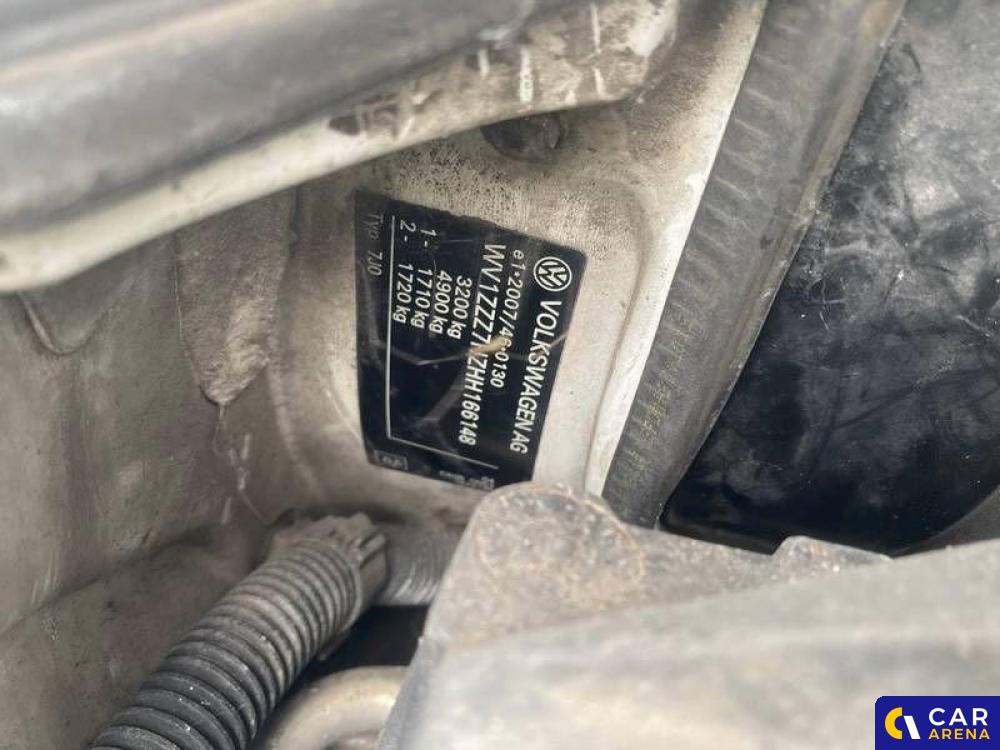 VOLKSWAGEN AG
e1*2007/46*0130
WV1ZZZ7JZHH166148
3200 kg
4900 kg
1 - 1710 kg
2 - 1720 kg
Typ 7J0
CAR
ARENA